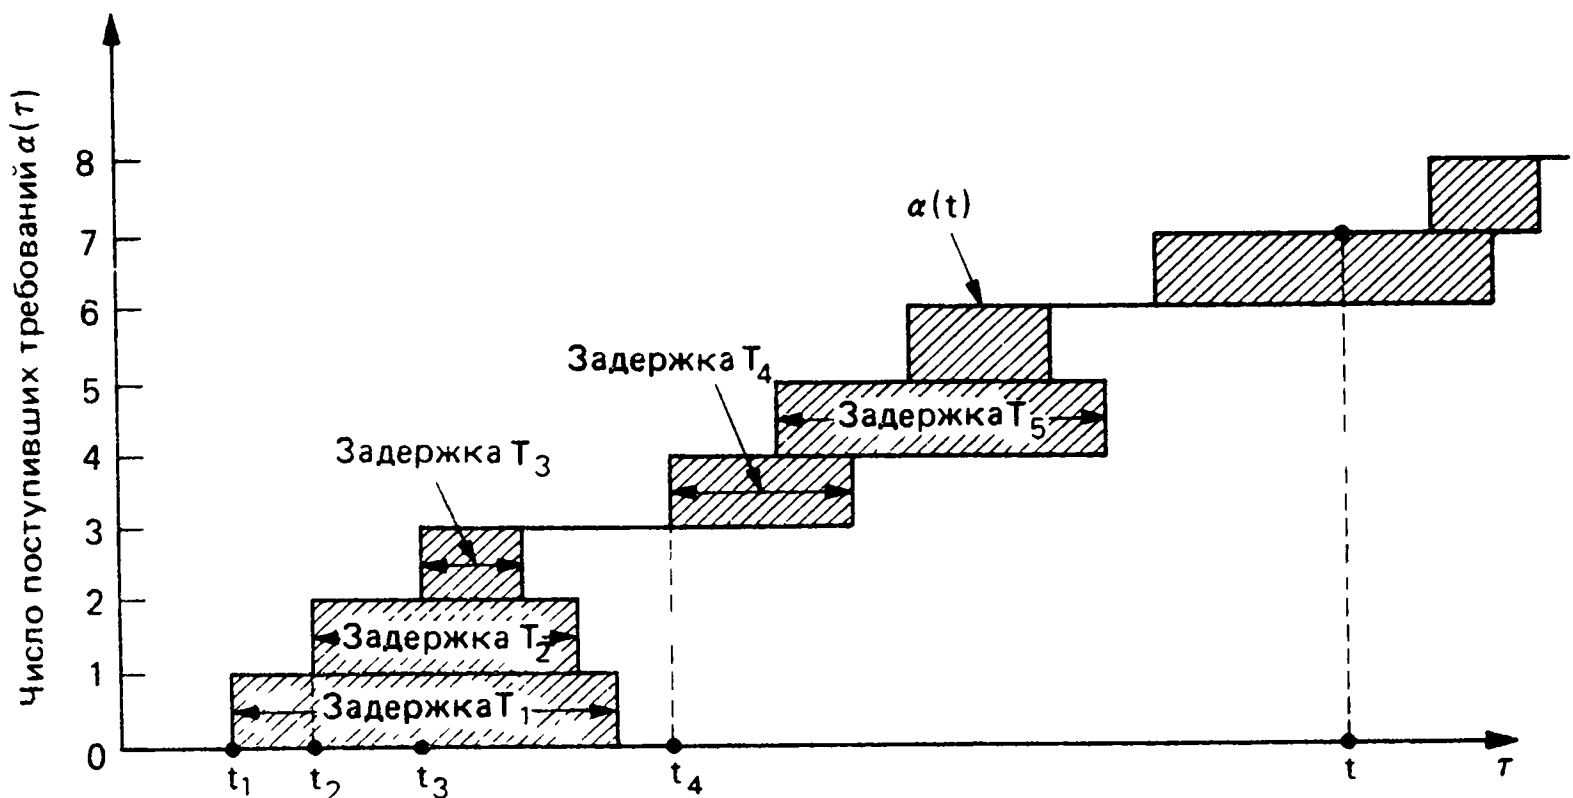 Число поступивших требований α(τ)
8
7
6
5
4
3
2
1
0
α(t)
Задержка T4
Задержка T5
Задержка T3
Задержка T2
Задержка T1
t1
t2
t3
t4
t
τ